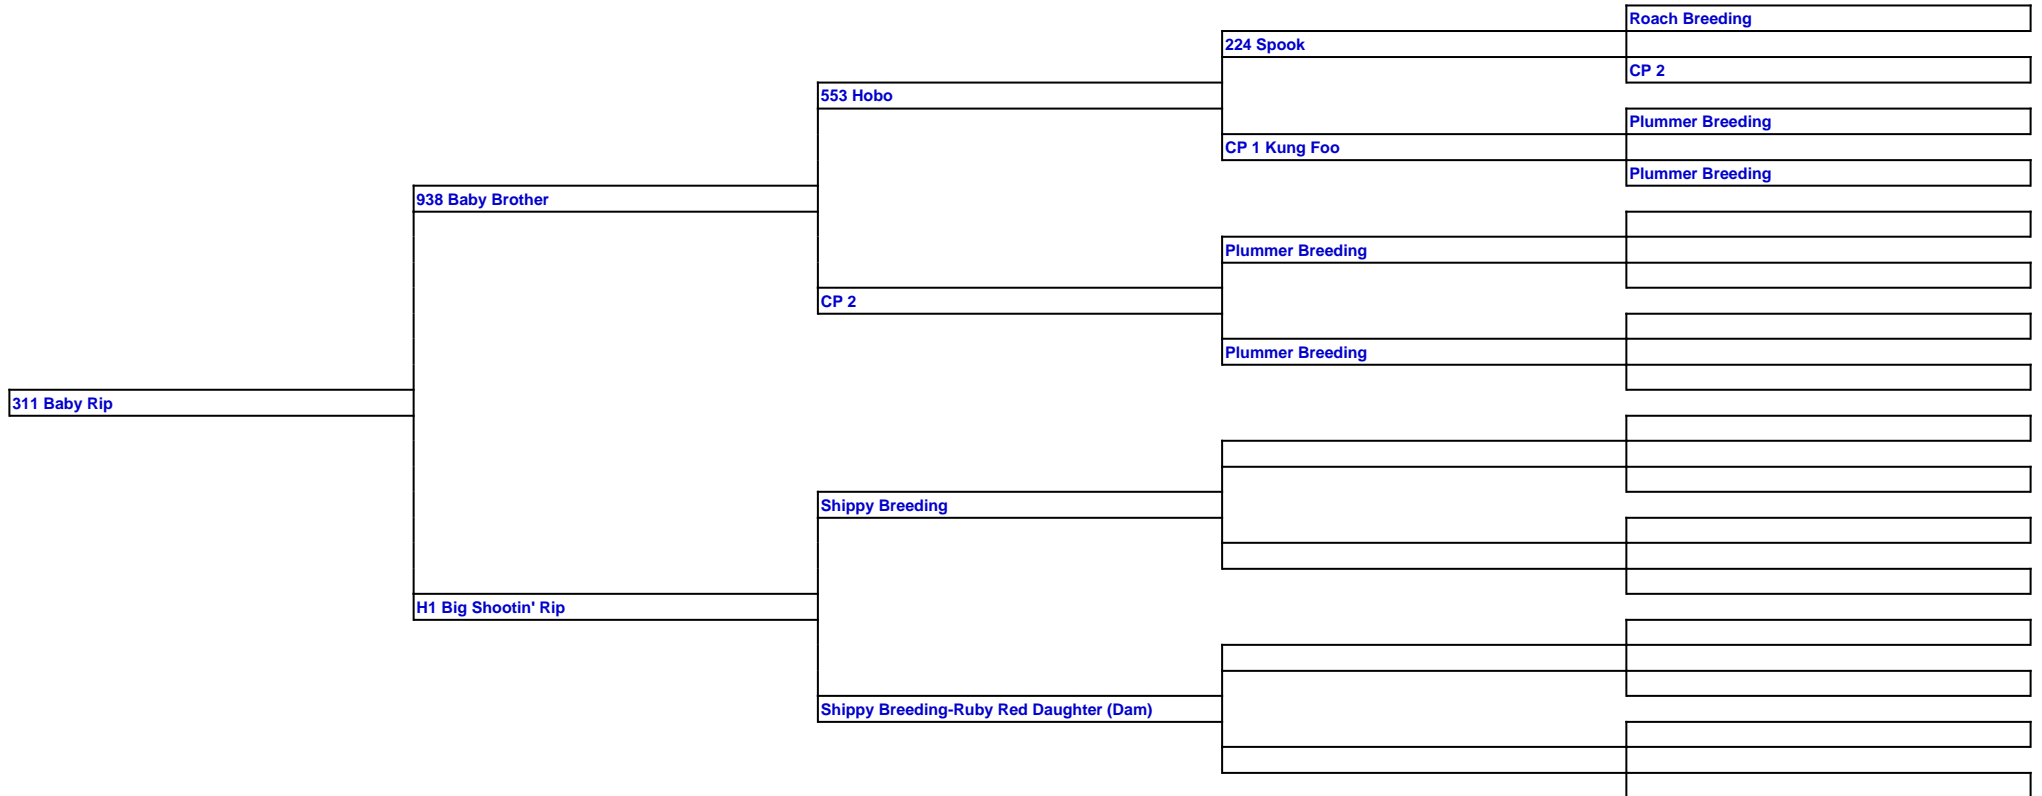 Roach Breeding
224 Spook
CP 2
553 Hobo
Plummer Breeding
CP 1 Kung Foo
Plummer Breeding
938 Baby Brother
Plummer Breeding
CP 2
Plummer Breeding
311 Baby Rip
Shippy Breeding
H1 Big Shootin' Rip
Shippy Breeding-Ruby Red Daughter (Dam)